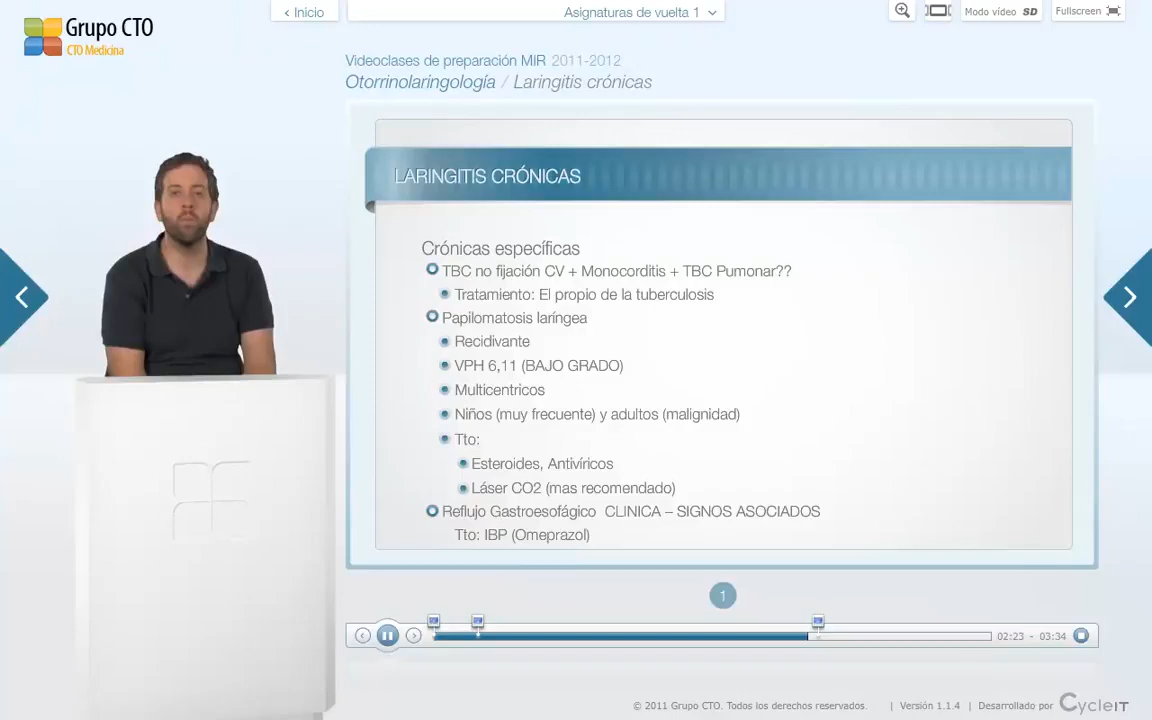 Grupo CTO
CTO Medicina
‹ Inicio
Asignaturas de vuelta 1
Modo vídeo SD
Fullscreen
Videoclases de preparación MIR 2011-2012
Otorrinolaringología / Laringitis crónicas
LARINGITIS CRÓNICAS
Crónicas específicas
TBC no fijación CV + Monocorditis + TBC Pumonar??
Tratamiento: El propio de la tuberculosis
Papilomatosis laríngea
Recidivante
VPH 6,11 (BAJO GRADO)
Multicentricos
Niños (muy frecuente) y adultos (malignidad)
Tto:
Esteroides, Antivíricos
Láser CO2 (mas recomendado)
Reflujo Gastroesofágico CLINICA – SIGNOS ASOCIADOS
Tto: IBP (Omeprazol)
1
02:23 - 03:34
© 2011 Grupo CTO. Todos los derechos reservados. | Versión 1.1.4 | Desarrollado por CycleIT